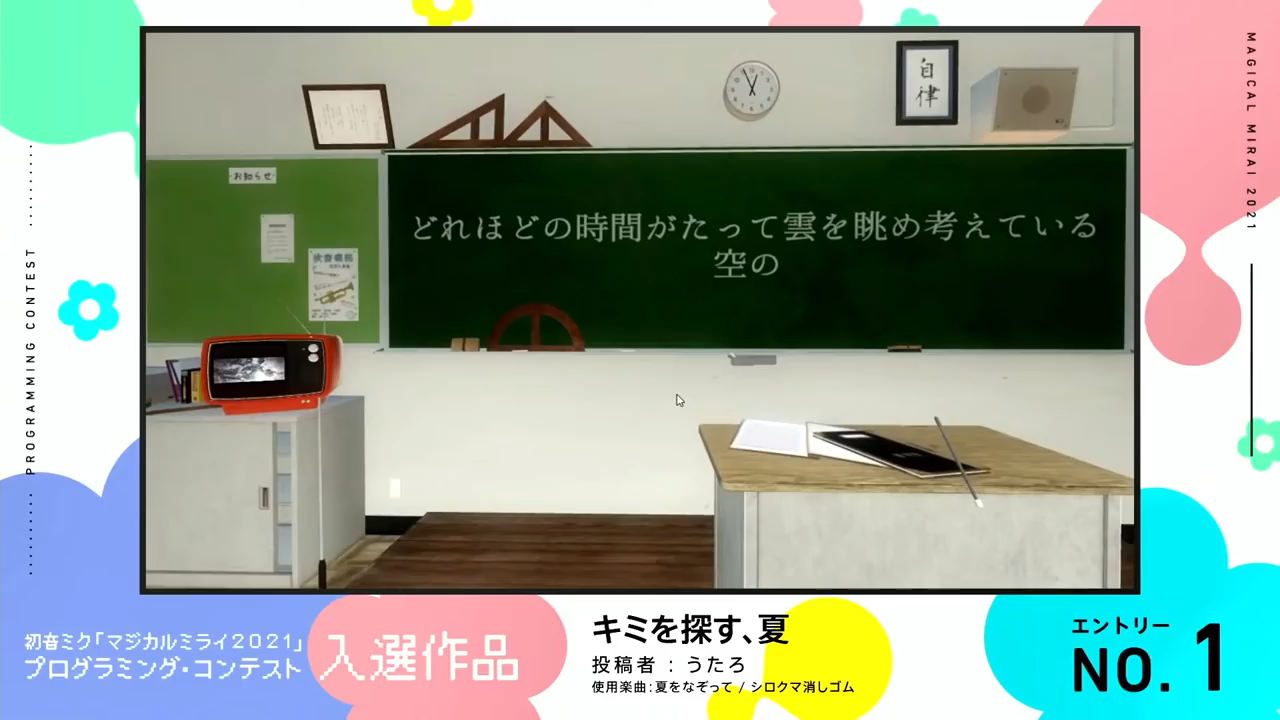 MAGICAL MIRAI 2021
PROGRAMMING CONTEST
自律
お知らせ
吹奏楽部
どれほどの時間がたって雲を眺め考えている
空の
初音ミク「マジカルミライ2021」
プログラミング・コンテスト
入選作品
キミを探す、夏
投稿者 : うたろ
使用楽曲:夏をなぞって / シロクマ消しゴム
エントリー
NO. 1